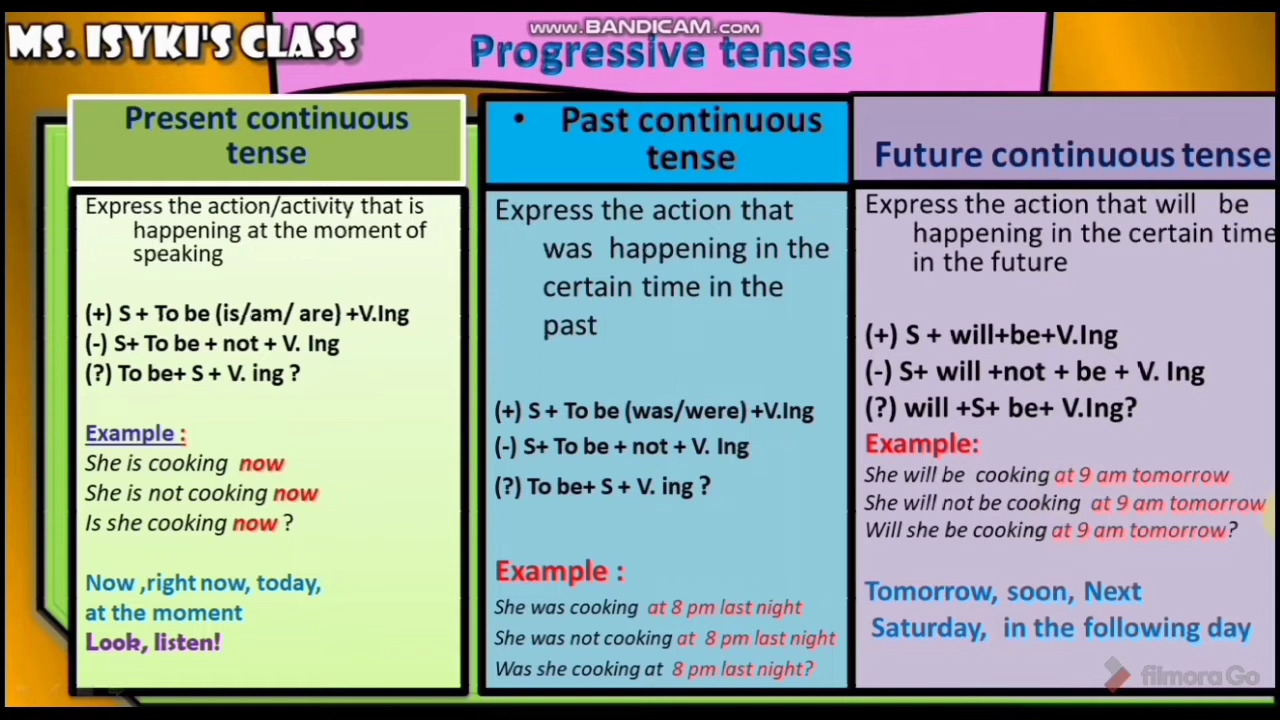 www.BANDICAM.com
MS. ISYKI'S CLASS
Progressive tenses
Present continuous
tense
Express the action/activity that is
happening at the moment of
speaking
(+) S + To be (is/am/ are) +V.Ing
(-) S+ To be + not + V. Ing
(?) To be+ S + V. ing ?
Example :
She is cooking now
She is not cooking now
Is she cooking now ?
Now ,right now, today,
at the moment
Look, listen!
• Past continuous
tense
Express the action that
was happening in the
certain time in the
past
(+) S + To be (was/were) +V.Ing
(-) S+ To be + not + V. Ing
(?) To be+ S + V. ing ?
Example :
She was cooking at 8 pm last night
She was not cooking at 8 pm last night
Was she cooking at 8 pm last night?
Future continuous tense
Express the action that will be
happening in the certain time
in the future
(+) S + will+be+V.Ing
(-) S+ will +not + be + V. Ing
(?) will +S+ be+ V.Ing?
Example:
She will be cooking at 9 am tomorrow
She will not be cooking at 9 am tomorrow
Will she be cooking at 9 am tomorrow?
Tomorrow, soon, Next
Saturday, in the following day
filmoraGo